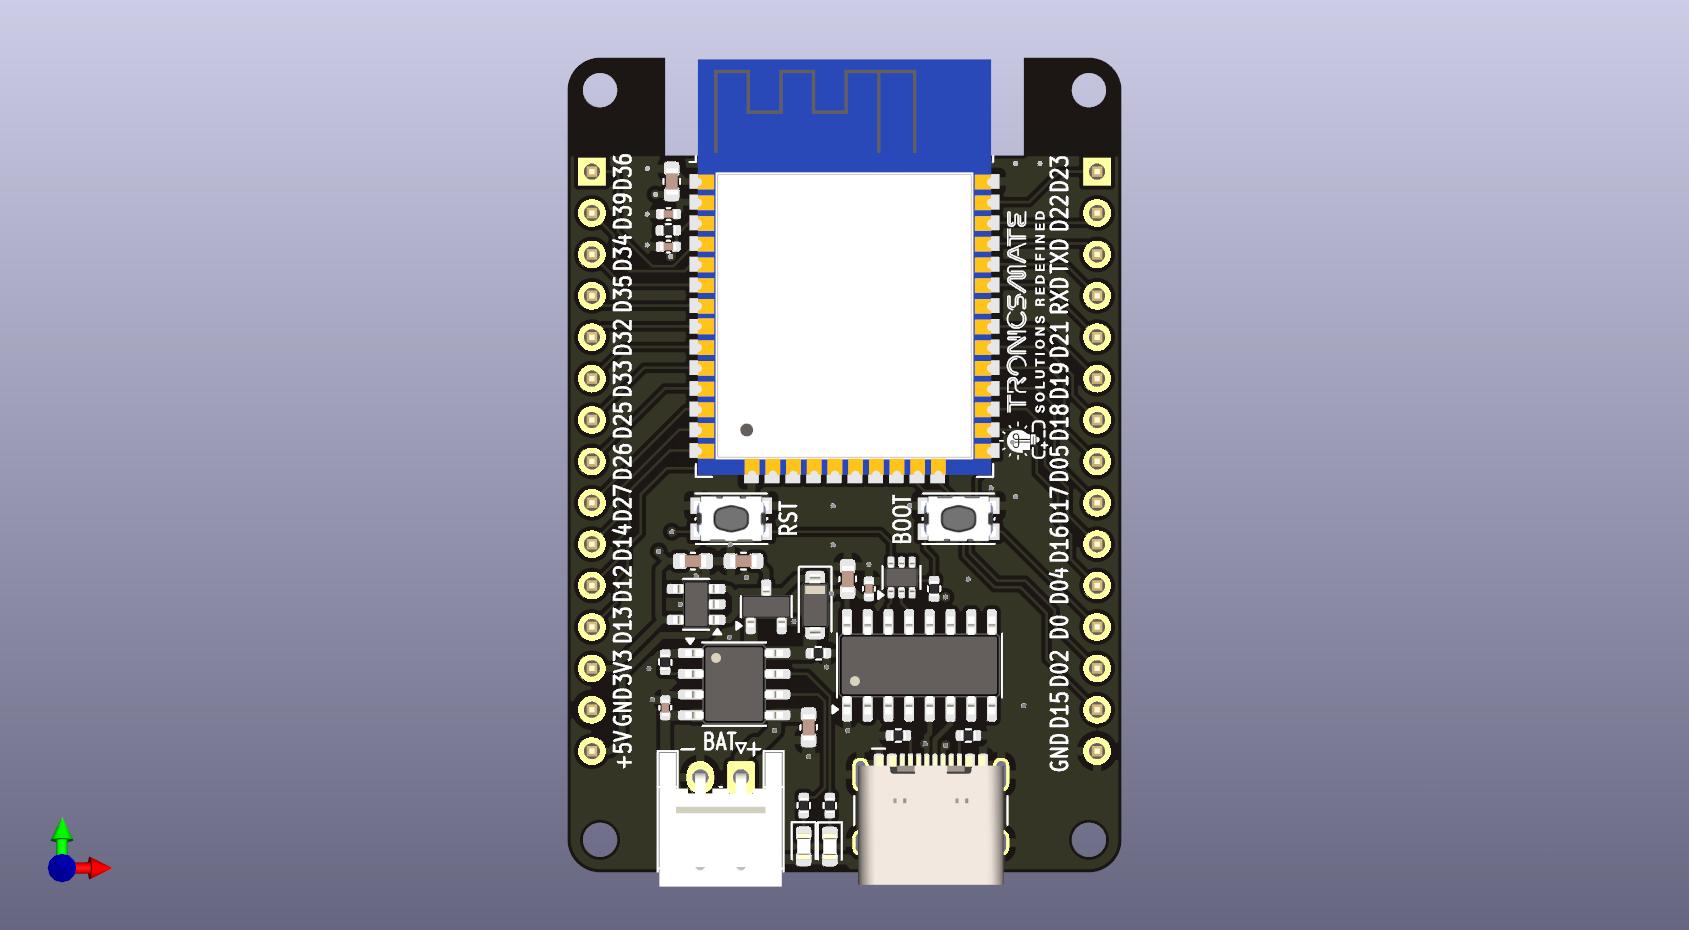 D36
D39
D34
D35
D32
D33
D25
D26
D27
D14
D12
D13
3V3
GND
+5V
D23
D22
TXD
RXD
D21
D19
D18
D05
D17
D16
D04
D0
D02
D15
GND
TRONICSMATE
SOLUTIONS REDEFINED
RST
BOOT
BAT
- +